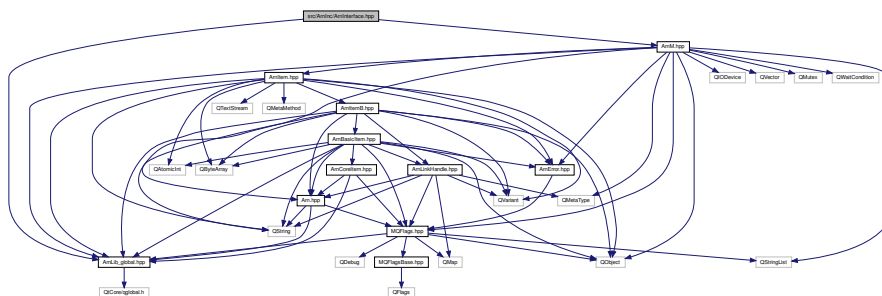 src/AmInc/AmInterface.hpp
AmM.hpp
AmItem.hpp
QIODevice
QVector
QMutex
QWaitCondition
QTextStream
QMetaMethod
AmItemB.hpp
AmBasicItem.hpp
QAtomicInt
QByteArray
AmCoreItem.hpp
AmLinkHandle.hpp
AmError.hpp
Am.hpp
QVariant
QMetaType
QString
MQFlags.hpp
AmLib_global.hpp
QDebug
MQFlagsBase.hpp
QMap
QObject
QStringList
QtCore/qglobal.h
QFlags